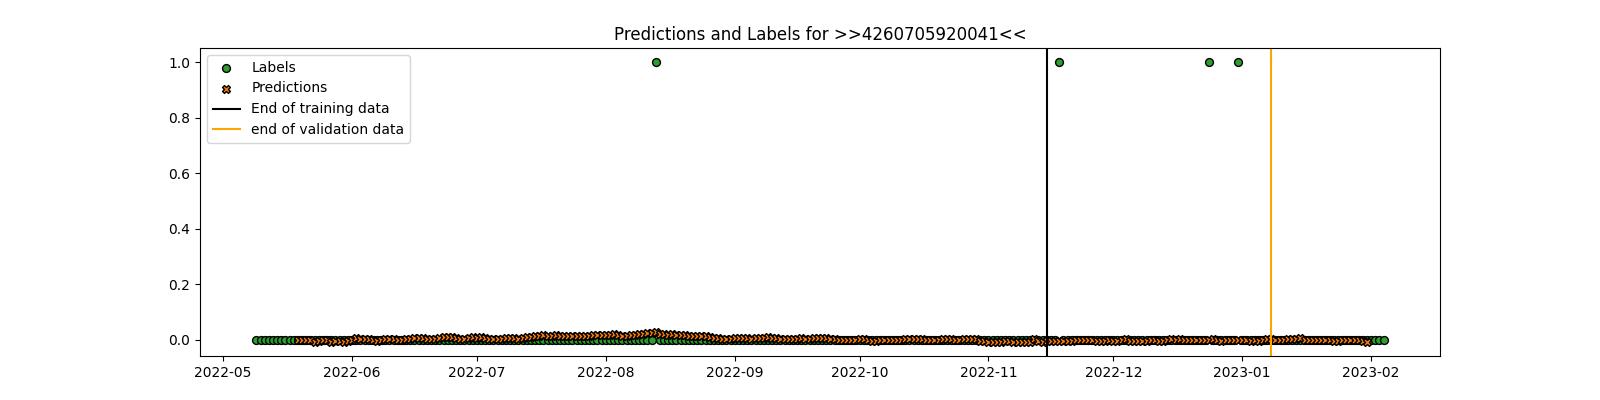 Predictions and Labels for >>4260705920041<<
1.0
0.8
0.6
0.4
0.2
0.0
Labels
Predictions
End of training data
end of validation data
2022-05 2022-06 2022-07 2022-08 2022-09 2022-10 2022-11 2022-12 2023-01 2023-02